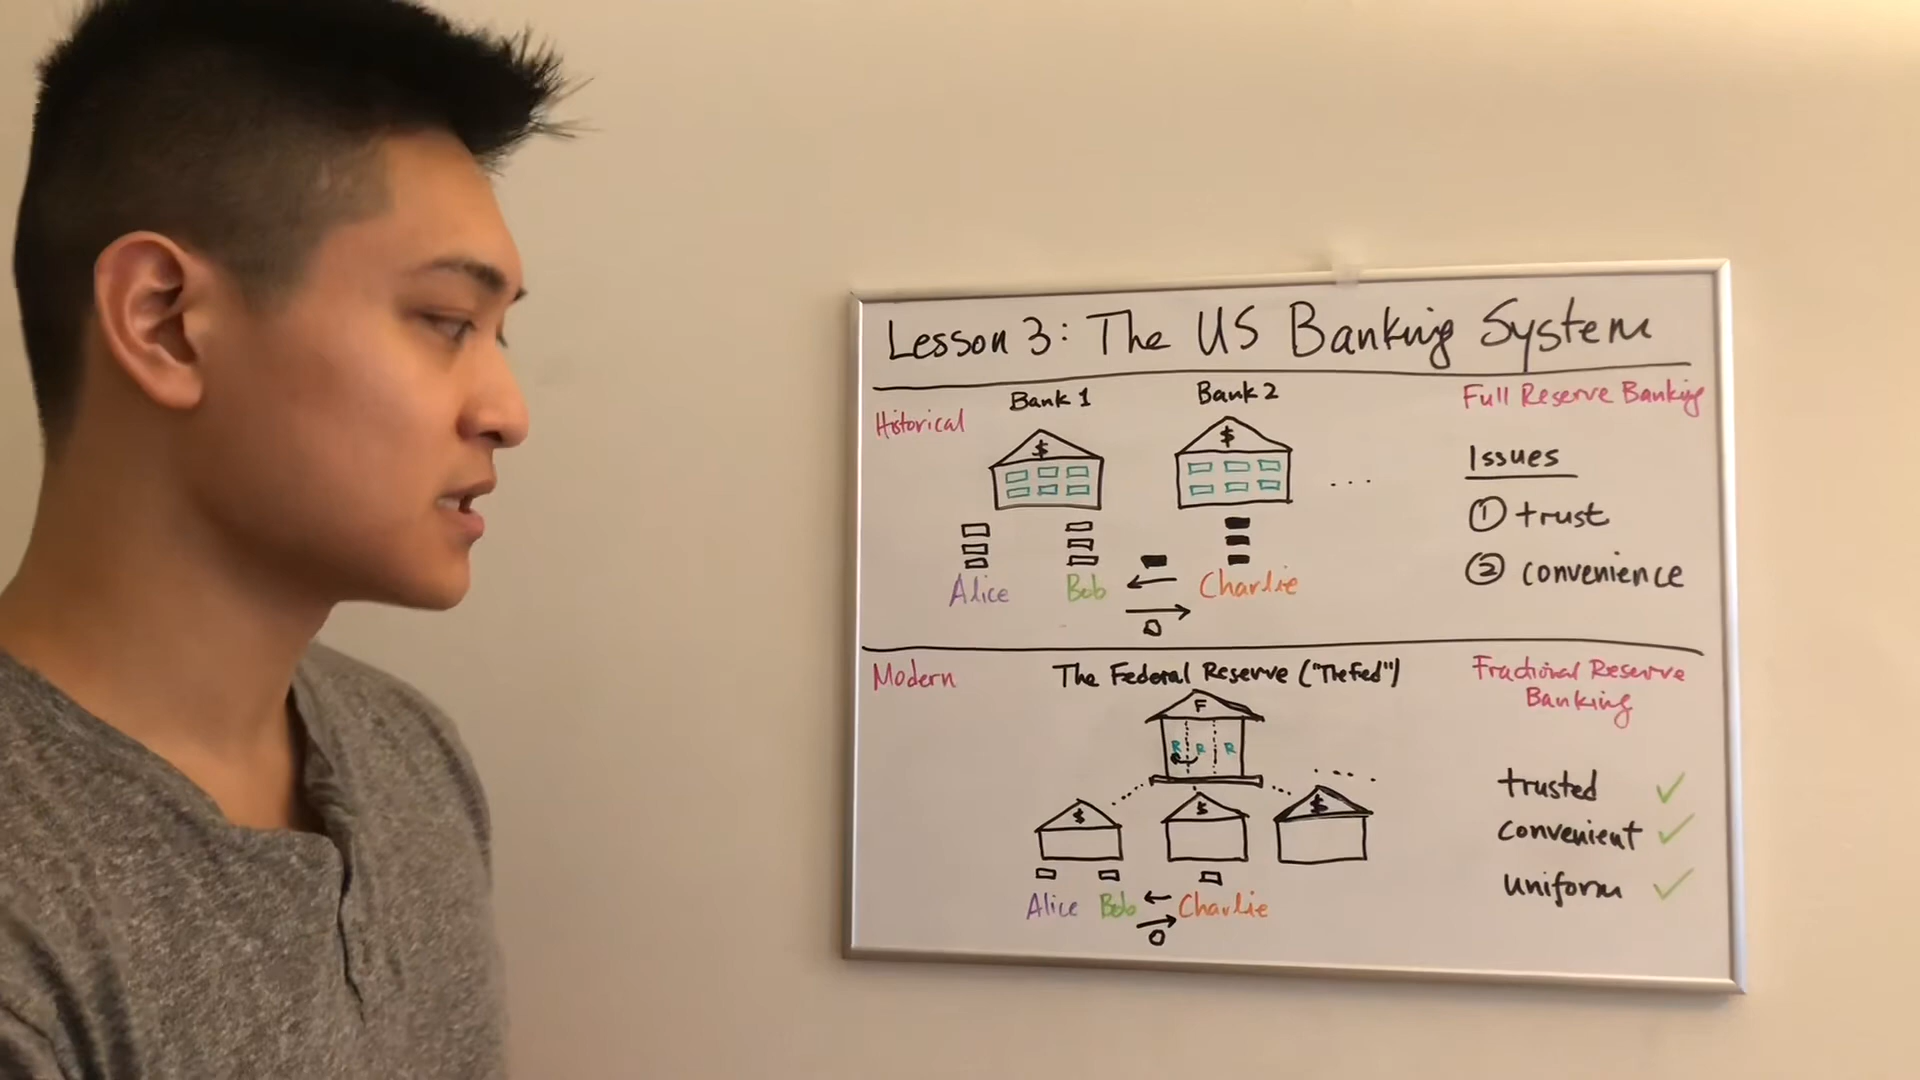 Lesson 3: The US Banking System
Historical
Bank 1
Bank 2
Full Reserve Banking
$
$
...
Issues
① trust
② convenience
Alice
Bob
Charlie
Modern
The Federal Reserve ("The Fed")
Fractional Reserve
Banking
F
R R R
$
$
$
trusted ✓
convenient ✓
uniform ✓
Alice
Bob
Charlie